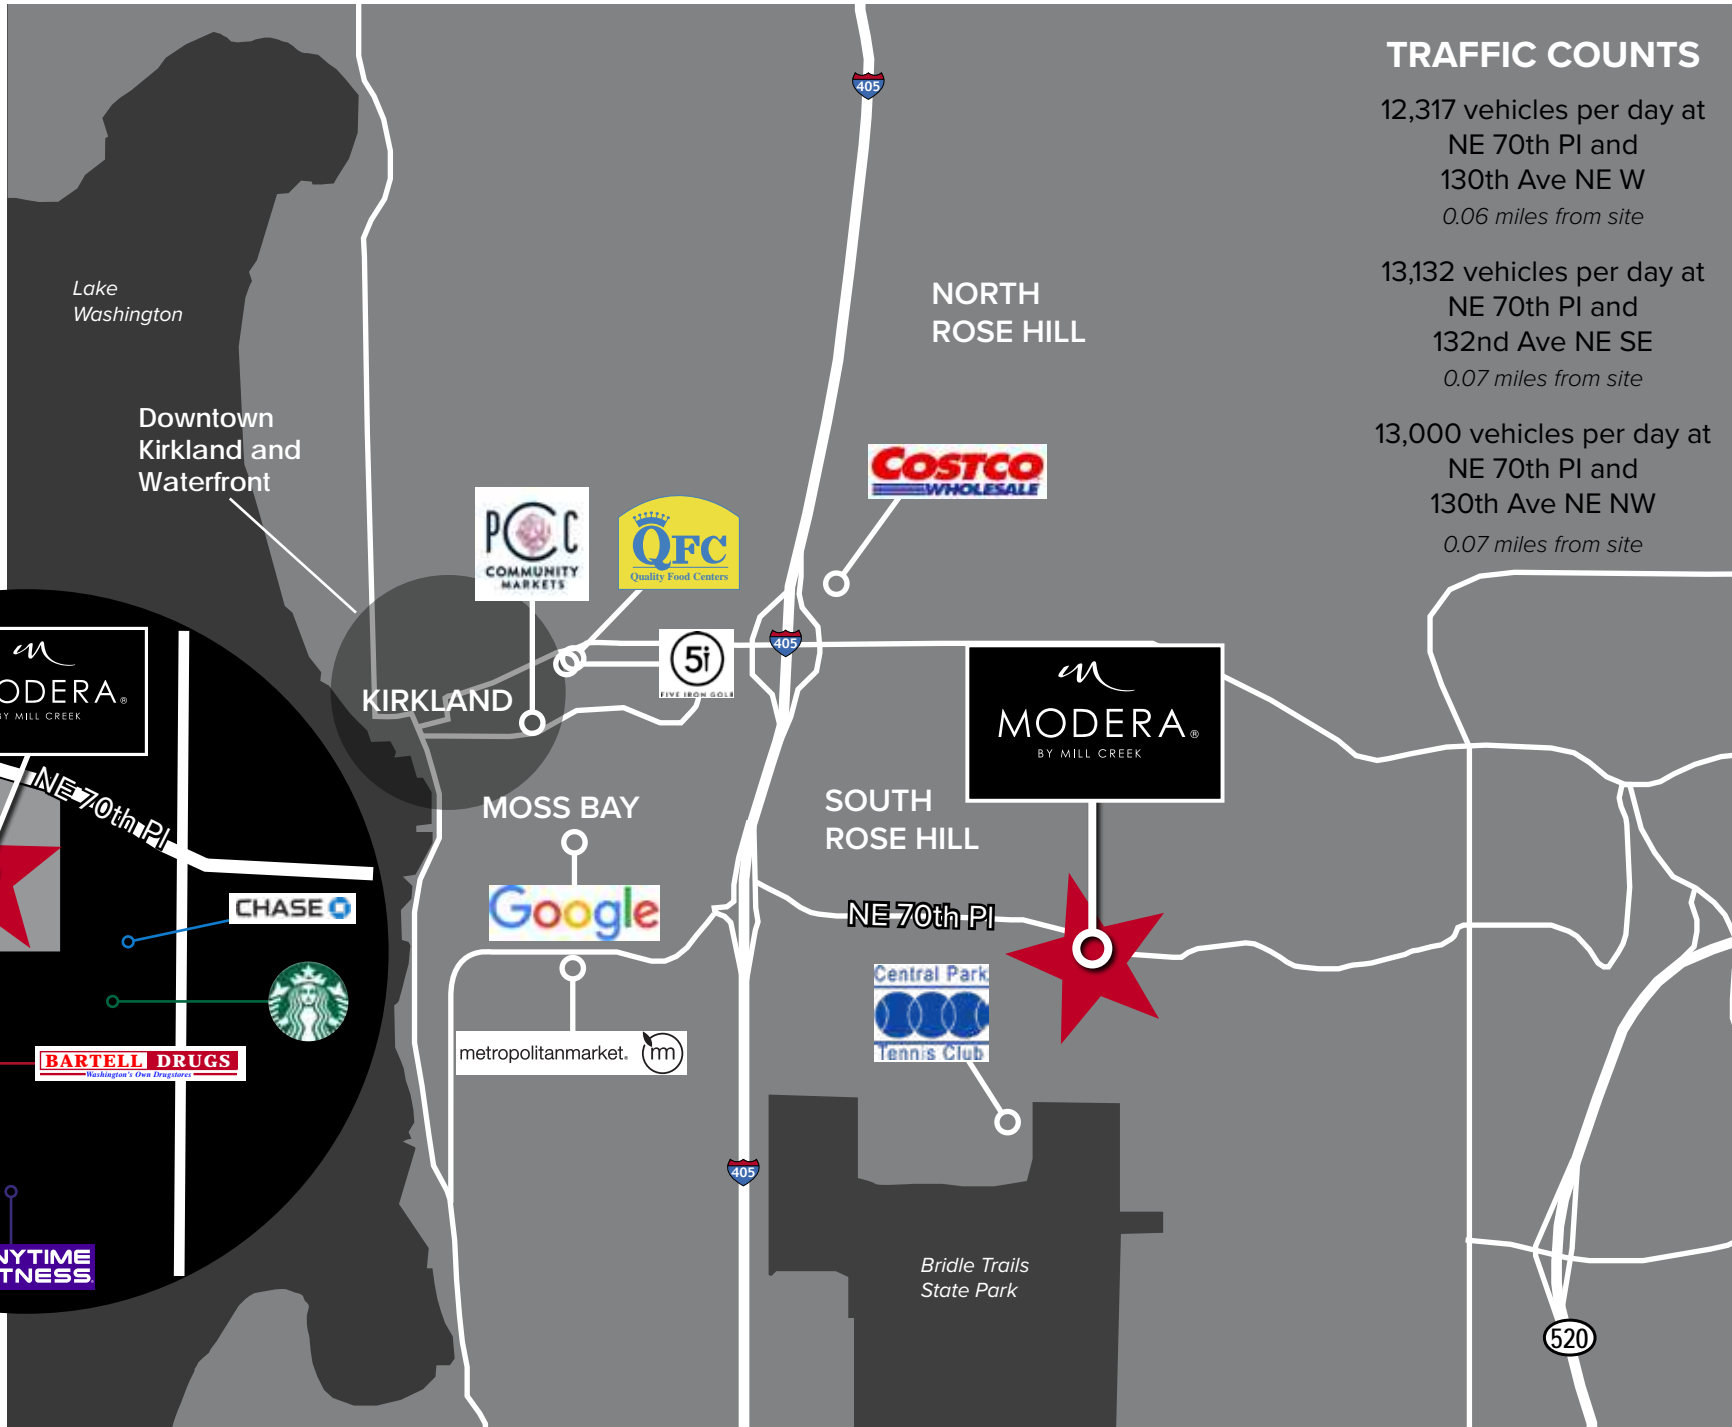 TRAFFIC COUNTS
12,317 vehicles per day at
NE 70th Pl and
130th Ave NE W
0.06 miles from site
13,132 vehicles per day at
NE 70th Pl and
132nd Ave NE SE
0.07 miles from site
13,000 vehicles per day at
NE 70th Pl and
130th Ave NE NW
0.07 miles from site
405
Lake
Washington
NORTH
ROSE HILL
Downtown
Kirkland and
Waterfront
COSTCO
WHOLESALE
PCC
COMMUNITY
MARKETS
QFC
Quality Food Centers
5i
FIVE IRON GOLF
405
KIRKLAND
MODERA®
BY MILL CREEK
ODERA®
BY MILL CREEK
NE 70th Pl
MOSS BAY
SOUTH
ROSE HILL
Google
NE 70th Pl
CHASE
Central Park
Tennis Club
metropolitanmarket. m
BARTELL DRUGS
Washington's Own Drugstores
405
NYTIME
TNESS
Bridle Trails
State Park
520